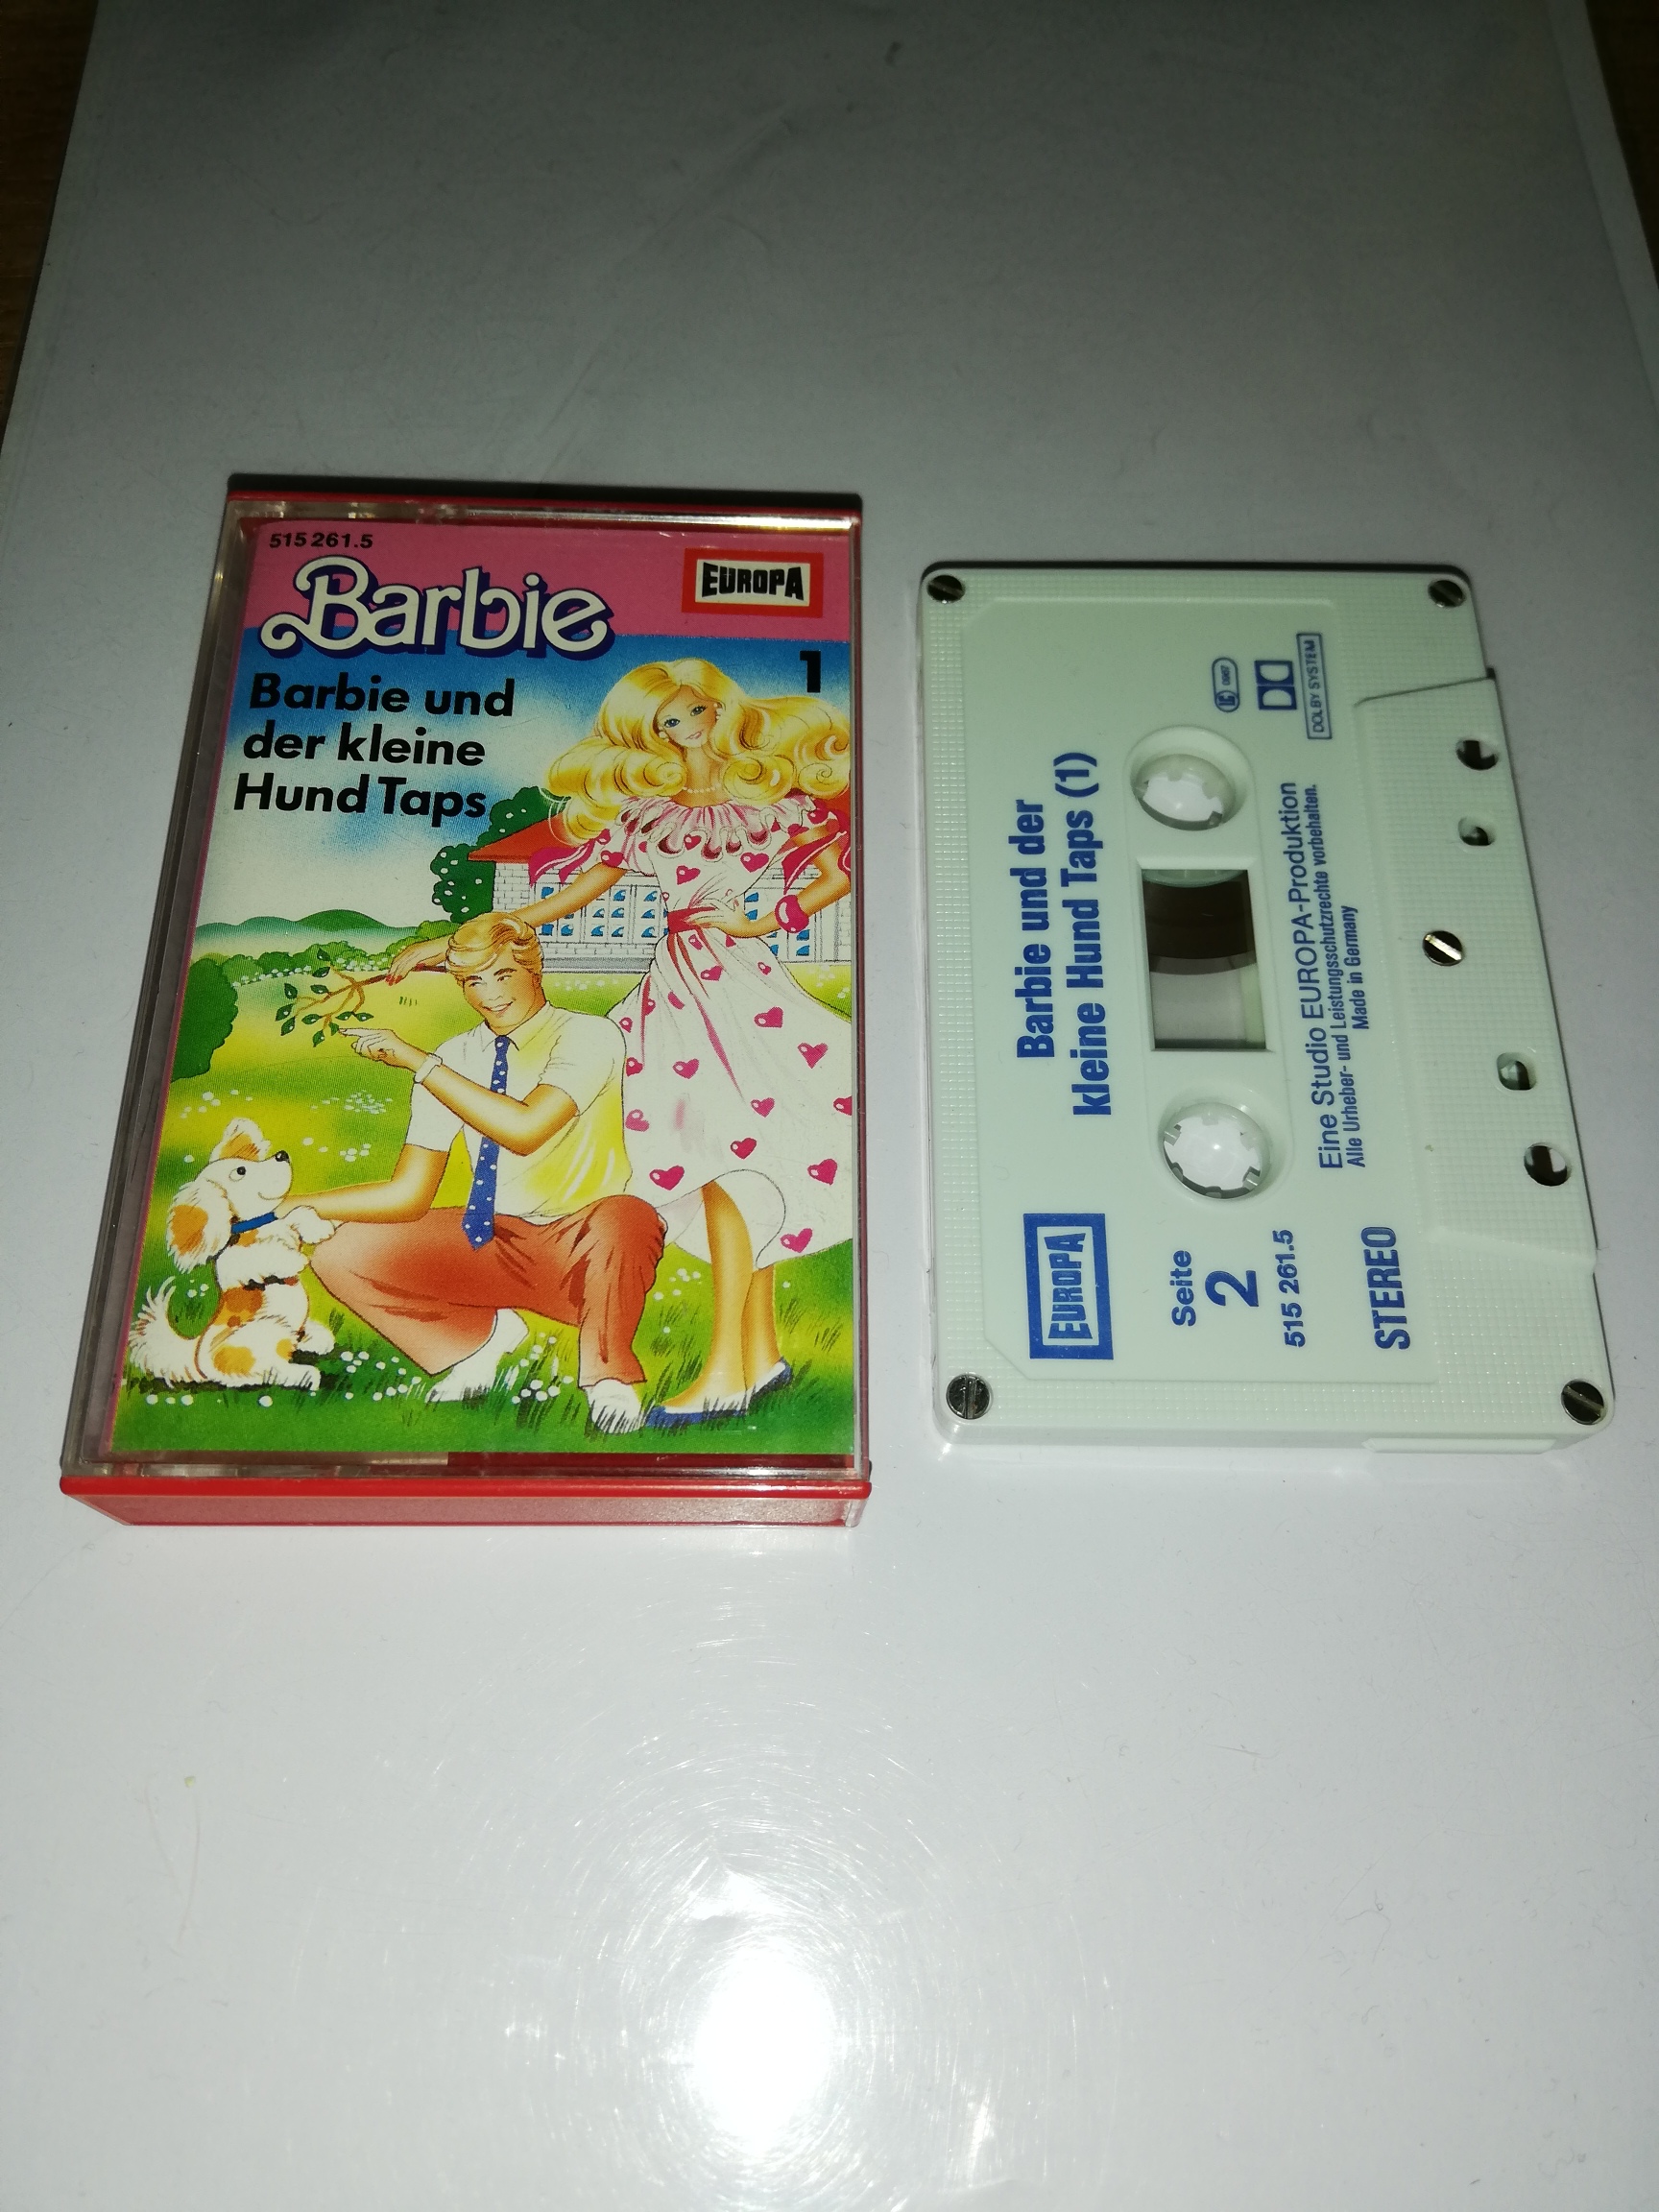 515 261.5
Barbie
EUROPA
1
Barbie und
der kleine
Hund Taps
Barbie und der
kleine Hund Taps (1)
EUROPA
Seite
2
515 261.5
STEREO
DOLBY SYSTEM
Eine Studio EUROPA-Produktion
Alle Urheber- und Leistungsschutzrechte vorbehalten.
Made in Germany